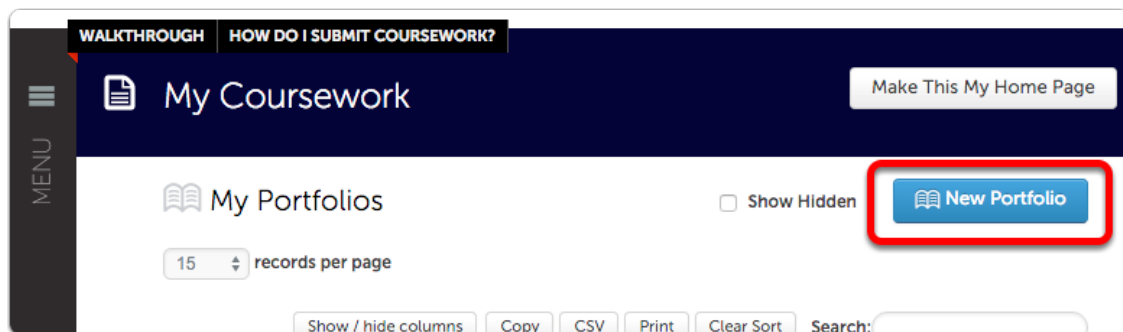 WALKTHROUGH HOW DO I SUBMIT COURSEWORK?
My Coursework
Make This My Home Page
MENU
My Portfolios
Show Hidden
New Portfolio
15 records per page
Show / hide columns Copy CSV Print Clear Sort Search: